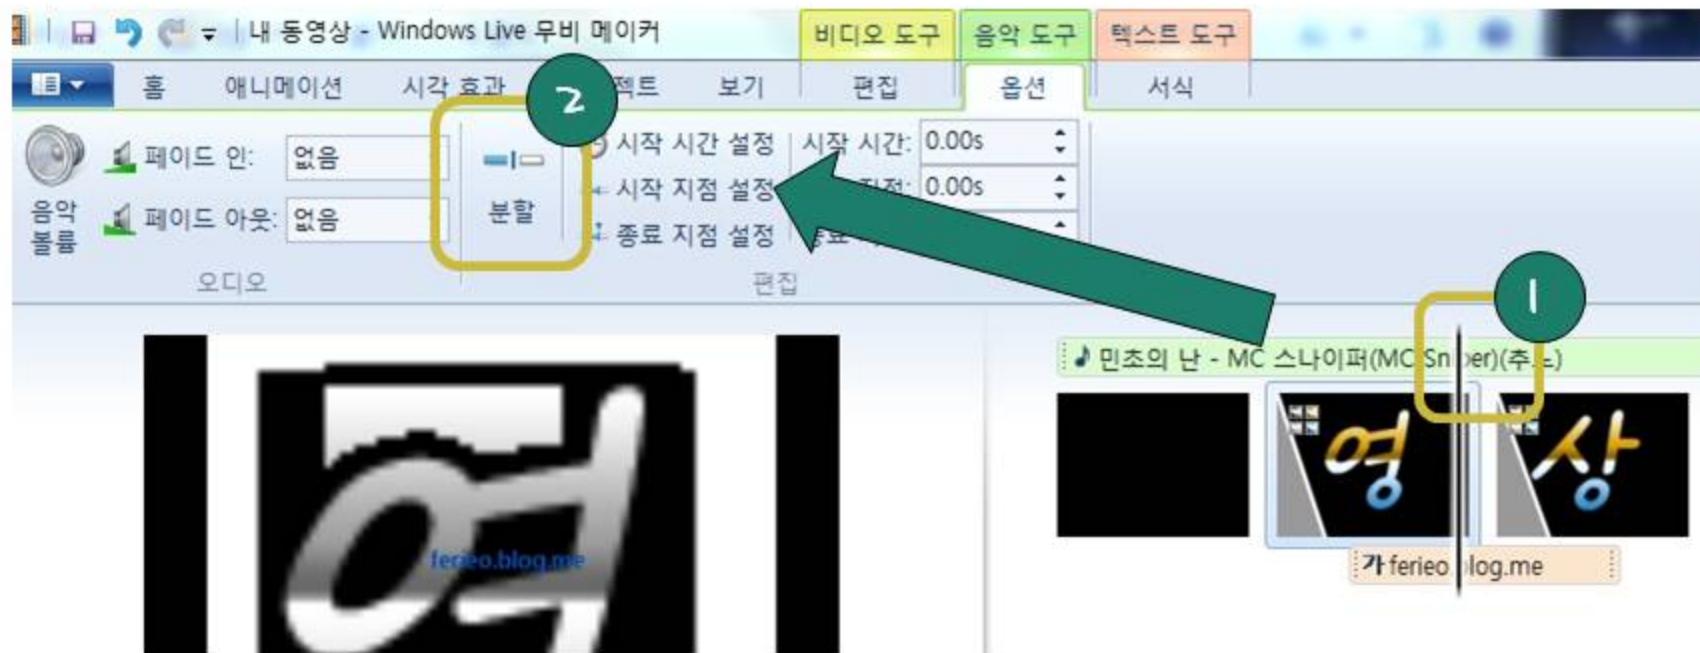 내 동영상 - Windows Live 무비 메이커
비디오 도구
음악 도구
텍스트 도구
홈
애니메이션
시각 효과
2
젝트
보기
편집
옵션
서식
음악
볼륨
페이드 인: 없음
페이드 아웃: 없음
오디오
분할
시작 시간 설정
시작 지점 설정
종료 지점 설정
시작 시간: 0.00s
0.00s
편집
1
민초의 난 - MC 스나이퍼(MC Sniper)(추노)
영
상
가 ferieo.blog.me
ferieo.blog.me